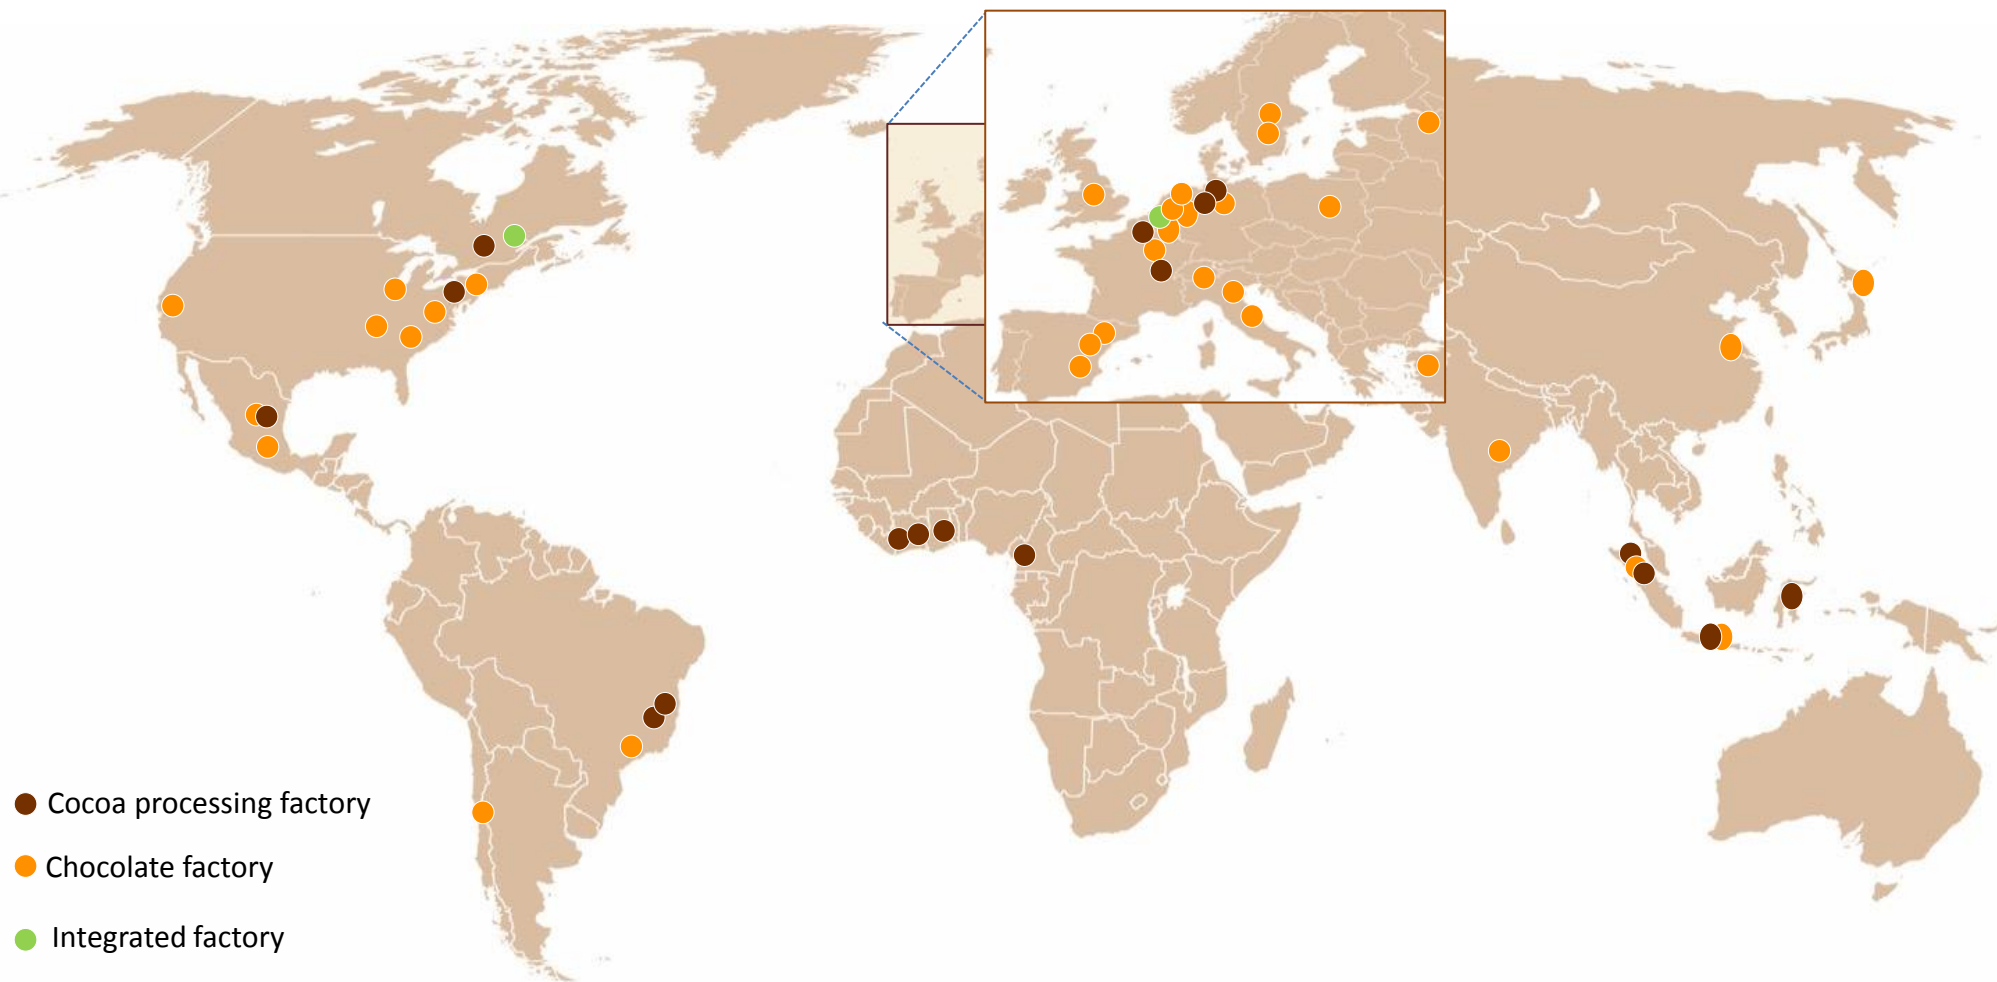 Cocoa processing factory
Chocolate factory
Integrated factory